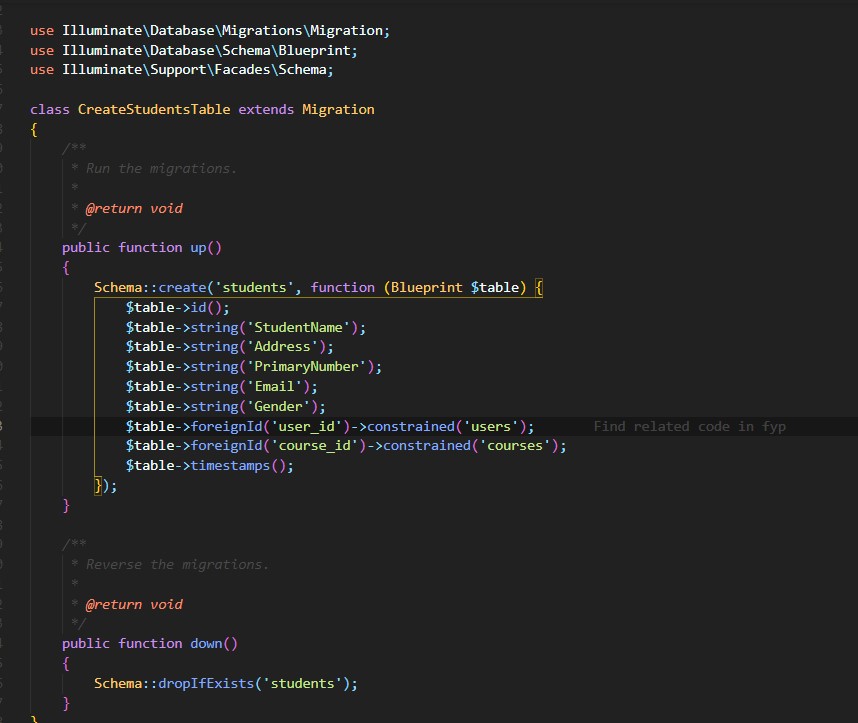 use Illuminate\Database\Migrations\Migration;
use Illuminate\Database\Schema\Blueprint;
use Illuminate\Support\Facades\Schema;
class CreateStudentsTable extends Migration
{
/**
* Run the migrations.
*
* @return void
*/
public function up()
{
Schema::create('students', function (Blueprint $table) {
$table->id();
$table->string('StudentName');
$table->string('Address');
$table->string('PrimaryNumber');
$table->string('Email');
$table->string('Gender');
$table->foreignId('user_id')->constrained('users'); Find related code in fyp
$table->foreignId('course_id')->constrained('courses');
$table->timestamps();
});
}
/**
* Reverse the migrations.
*
* @return void
*/
public function down()
{
Schema::dropIfExists('students');
}
}